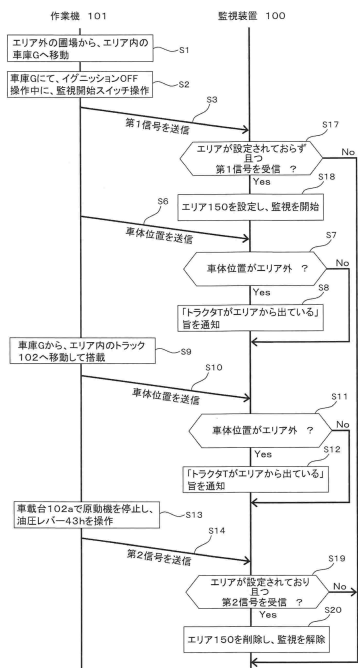 作業機 101
監視装置 100
エリア外の圃場から、エリア内の
車庫Gへ移動
S1
車庫Gにて、イグニッションOFF
操作中に、監視開始スイッチ操作
S2
S3
第1信号を送信
S17
エリアが設定されておらず
且つ
第1信号を受信 ?
No
Yes
S18
エリア150を設定し、監視を開始
S6
車体位置を送信
S7
車体位置がエリア外 ?
No
Yes
S8
「トラクタTがエリアから出ている」
旨を通知
車庫Gから、エリア内のトラック
102へ移動して搭載
S9
S10
車体位置を送信
S11
車体位置がエリア外 ?
No
Yes
S12
「トラクタTがエリアから出ている」
旨を通知
車載台102aで原動機を停止し、
油圧レバー43hを操作
S13
S14
第2信号を送信
S19
エリアが設定されており
且つ
第2信号を受信 ?
No
Yes
S20
エリア150を削除し、監視を解除